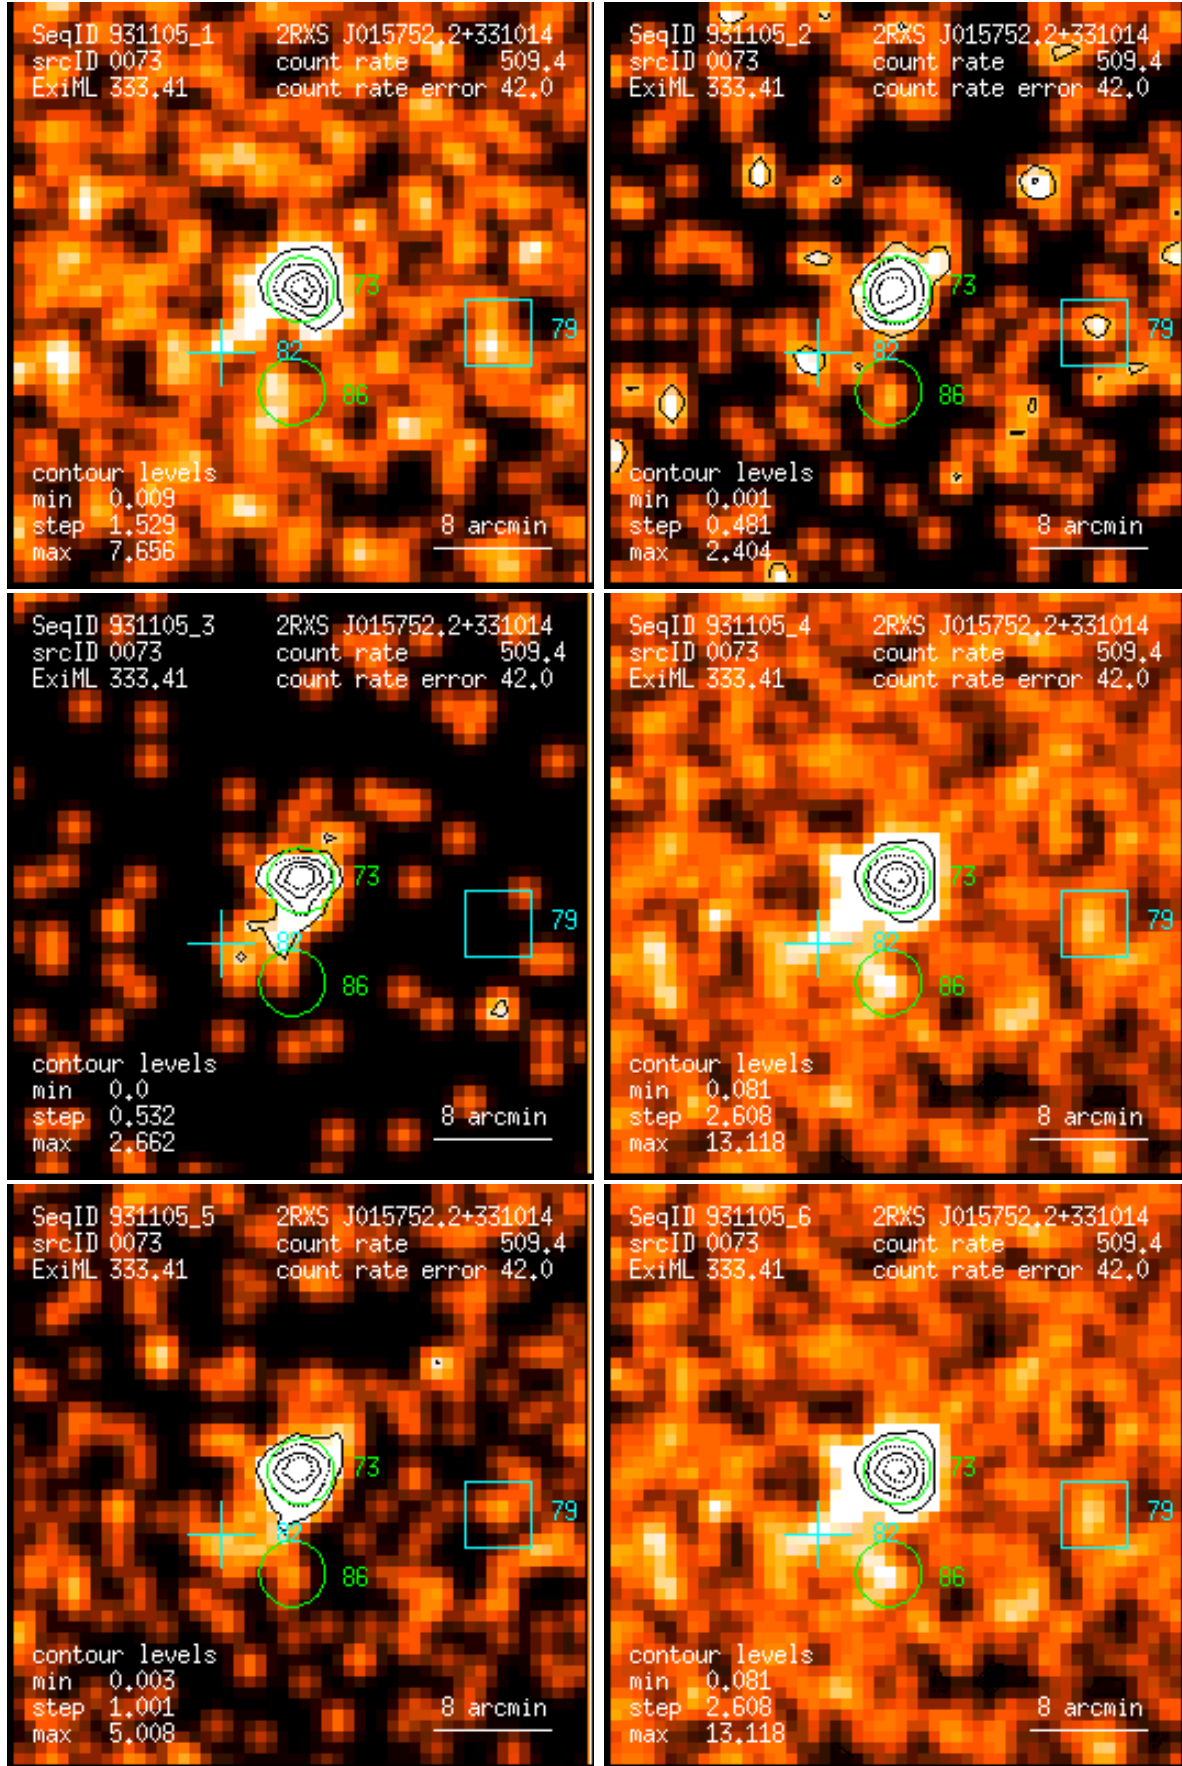 SeqID 931105_1 2RXS J015752.2+331014
srcID 0073 count rate 509.4
ExiML 333.41 count rate error 42.0
73
79
82
86
contour levels
min 0.009
step 1.529 8 arcmin
max 7.656
SeqID 931105_2 2RXS J015752.2+331014
srcID 0073 count rate 509.4
ExiML 333.41 count rate error 42.0
73
79
82
86
contour levels
min 0.001
step 0.481 8 arcmin
max 2.404
SeqID 931105_3 2RXS J015752.2+331014
srcID 0073 count rate 509.4
ExiML 333.41 count rate error 42.0
73
79
82
86
contour levels
min 0.0
step 0.532 8 arcmin
max 2.662
SeqID 931105_4 2RXS J015752.2+331014
srcID 0073 count rate 509.4
ExiML 333.41 count rate error 42.0
73
79
82
86
contour levels
min 0.081
step 2.608 8 arcmin
max 13.118
SeqID 931105_5 2RXS J015752.2+331014
srcID 0073 count rate 509.4
ExiML 333.41 count rate error 42.0
73
79
82
86
contour levels
min 0.003
step 1.001 8 arcmin
max 5.008
SeqID 931105_6 2RXS J015752.2+331014
srcID 0073 count rate 509.4
ExiML 333.41 count rate error 42.0
73
79
82
86
contour levels
min 0.081
step 2.608 8 arcmin
max 13.118